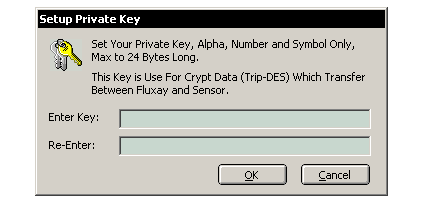 Setup Private Key
Set Your Private Key, Alpha, Number and Symbol Only,
Max to 24 Bytes Long.
This Key is Use For Crypt Data (Trip-DES) Which Transfer
Between Fluxay and Sensor.
Enter Key:
Re-Enter:
OK
Cancel